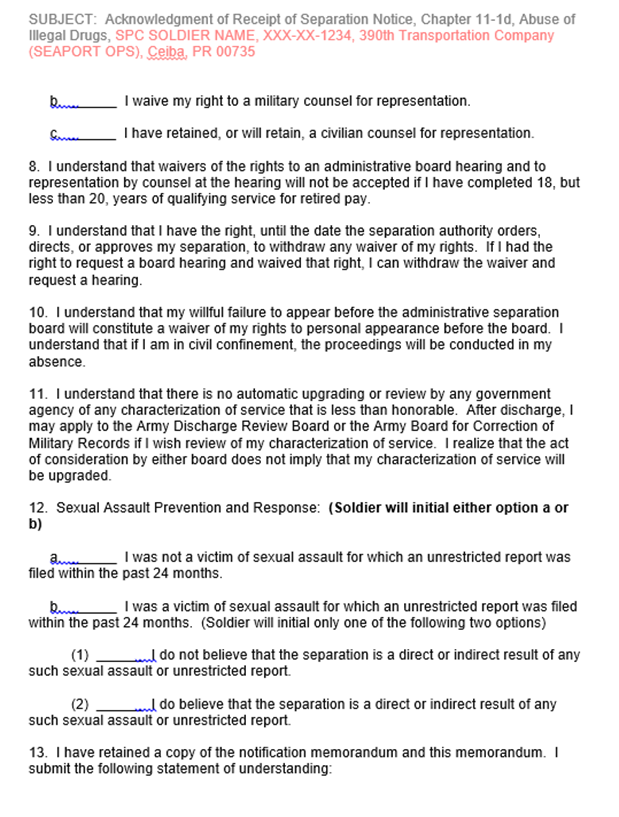 SUBJECT:  Acknowledgment of Receipt of Separation Notice, Chapter 11-1d, Abuse of
Illegal Drugs, SPC SOLDIER NAME, XXX-XX-1234, 390th Transportation Company
(SEAPORT OPS), Ceiba, PR 00735
b. ________ I waive my right to a military counsel for representation.
c. ________ I have retained, or will retain, a civilian counsel for representation.
8.  I understand that waivers of the rights to an administrative board hearing and to
representation by counsel at the hearing will not be accepted if I have completed 18, but
less than 20, years of qualifying service for retired pay.
9.  I understand that I have the right, until the date the separation authority orders,
directs, or approves my separation, to withdraw any waiver of my rights.  If I had the
right to request a board hearing and waived that right, I can withdraw the waiver and
request a hearing.
10.  I understand that my willful failure to appear before the administrative separation
board will constitute a waiver of my rights to personal appearance before the board.  I
understand that if I am in civil confinement, the proceedings will be conducted in my
absence.
11.  I understand that there is no automatic upgrading or review by any government
agency of any characterization of service that is less than honorable.  After discharge, I
may apply to the Army Discharge Review Board or the Army Board for Correction of
Military Records if I wish review of my characterization of service.  I realize that the act
of consideration by either board does not imply that my characterization of service will
be upgraded.
12.  Sexual Assault Prevention and Response:  (Soldier will initial either option a or
b)
a. ________ I was not a victim of sexual assault for which an unrestricted report was
filed within the past 24 months.
b. ________ I was a victim of sexual assault for which an unrestricted report was filed
within the past 24 months.  (Soldier will initial only one of the following two options)
(1) ________ I do not believe that the separation is a direct or indirect result of any
such sexual assault or unrestricted report.
(2) ________ I do believe that the separation is a direct or indirect result of any
such sexual assault or unrestricted report.
13.  I have retained a copy of the notification memorandum and this memorandum.  I
submit the following statement of understanding: